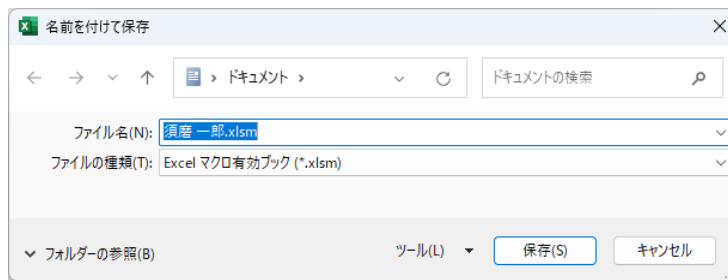 名前を付けて保存
ドキュメント
ドキュメントの検索
ファイル名(N): 須磨 一郎.xlsm
ファイルの種類(T): Excel マクロ有効ブック (*.xlsm)
フォルダーの参照(B) ツール(L) 保存(S) キャンセル